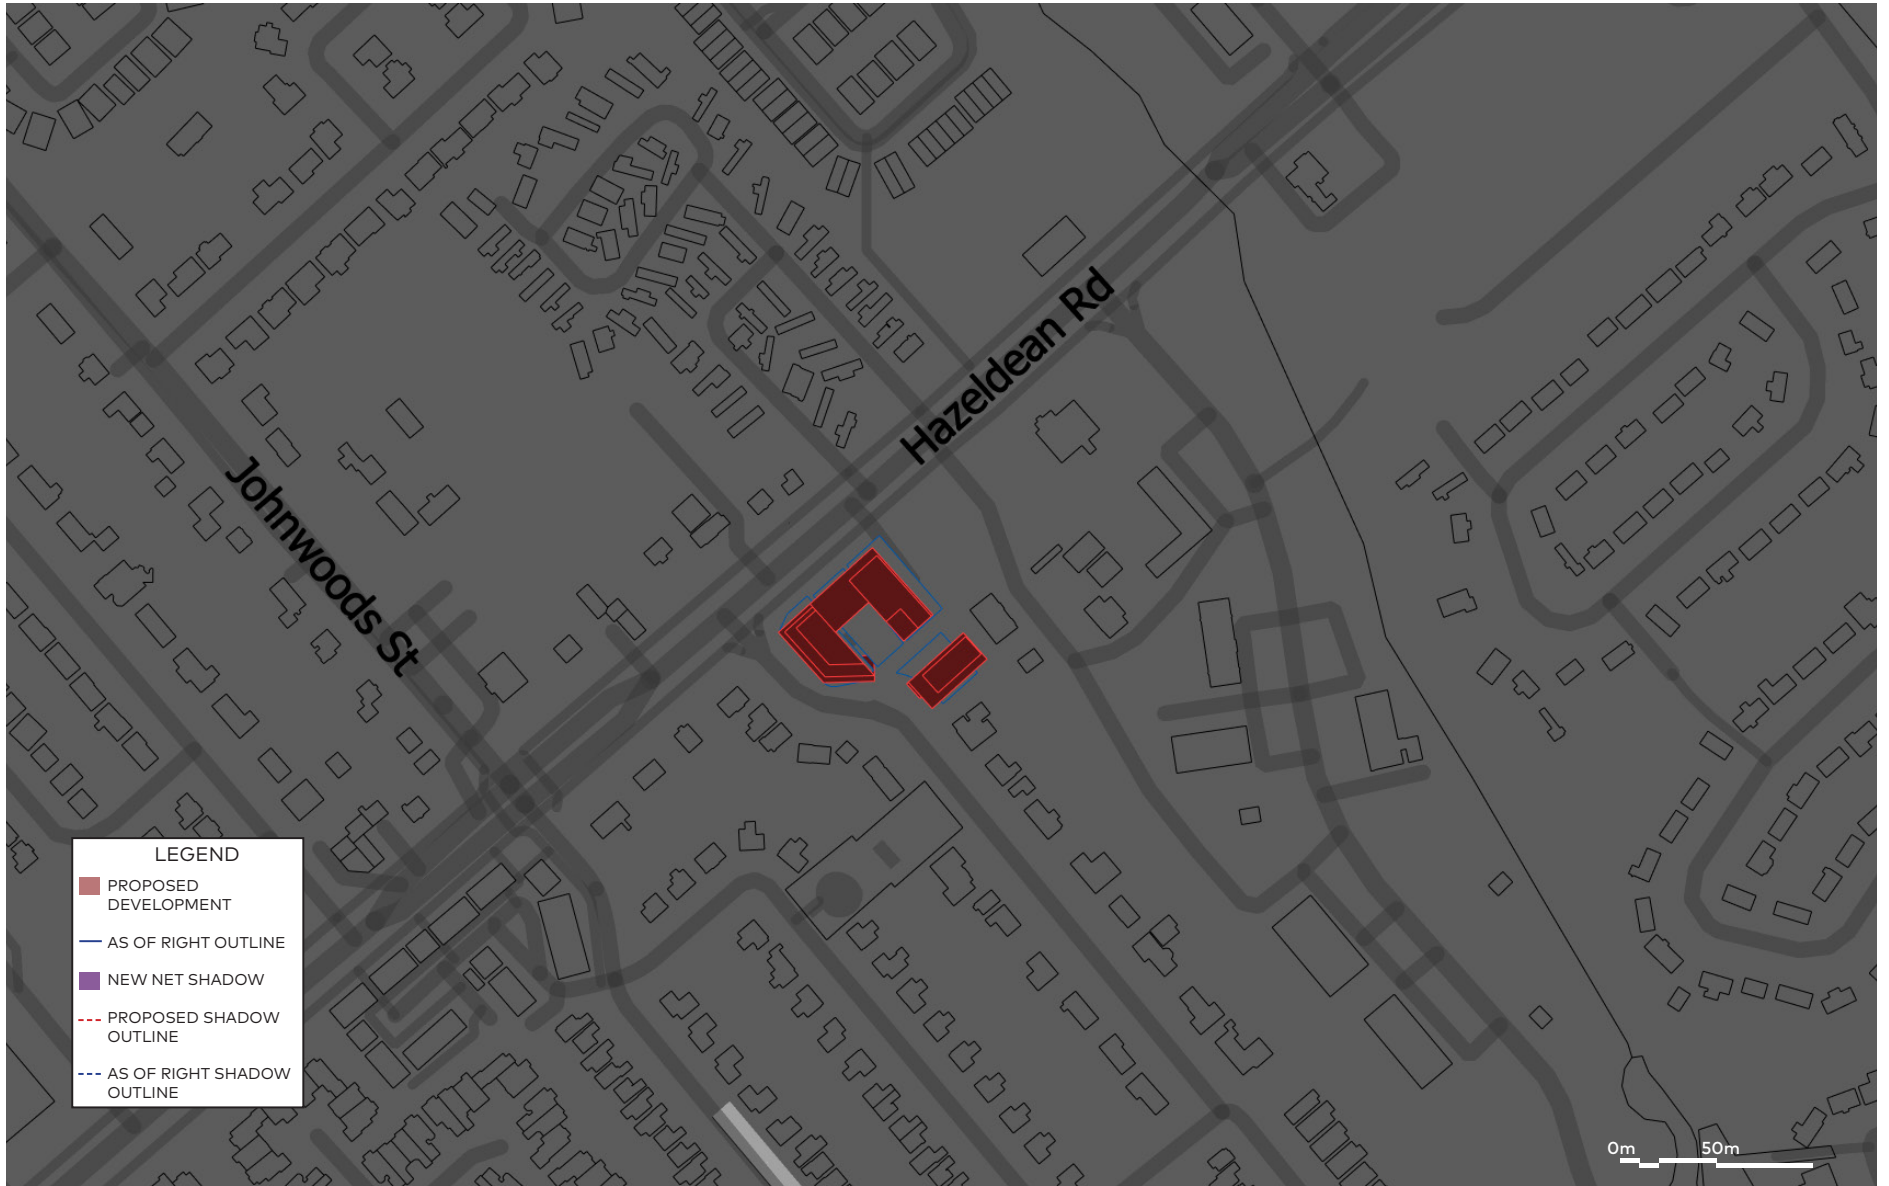 Hazeldean Rd
Johnwoods St
LEGEND
PROPOSED
DEVELOPMENT
AS OF RIGHT OUTLINE
NEW NET SHADOW
PROPOSED SHADOW
OUTLINE
AS OF RIGHT SHADOW
OUTLINE
0m 50m